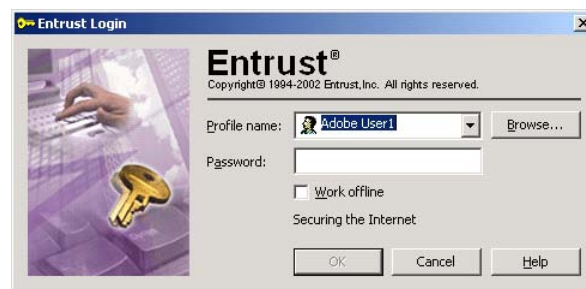 Entrust Login
Entrust®
Copyright© 1994-2002 Entrust, Inc. All rights reserved.
Profile name: Adobe User1 Browse...
Password:
Work offline
Securing the Internet
OK Cancel Help